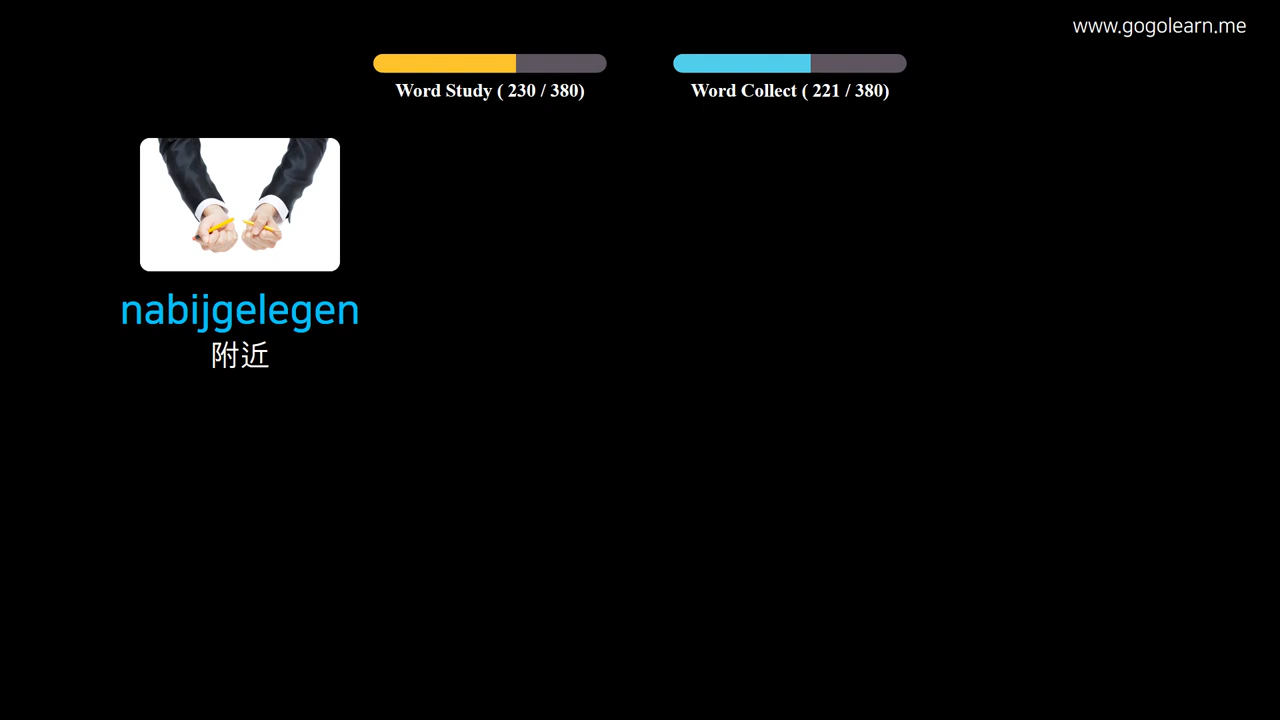 www.gogolearn.me
Word Study ( 230 / 380)
Word Collect ( 221 / 380)
nabijgelegen
附近